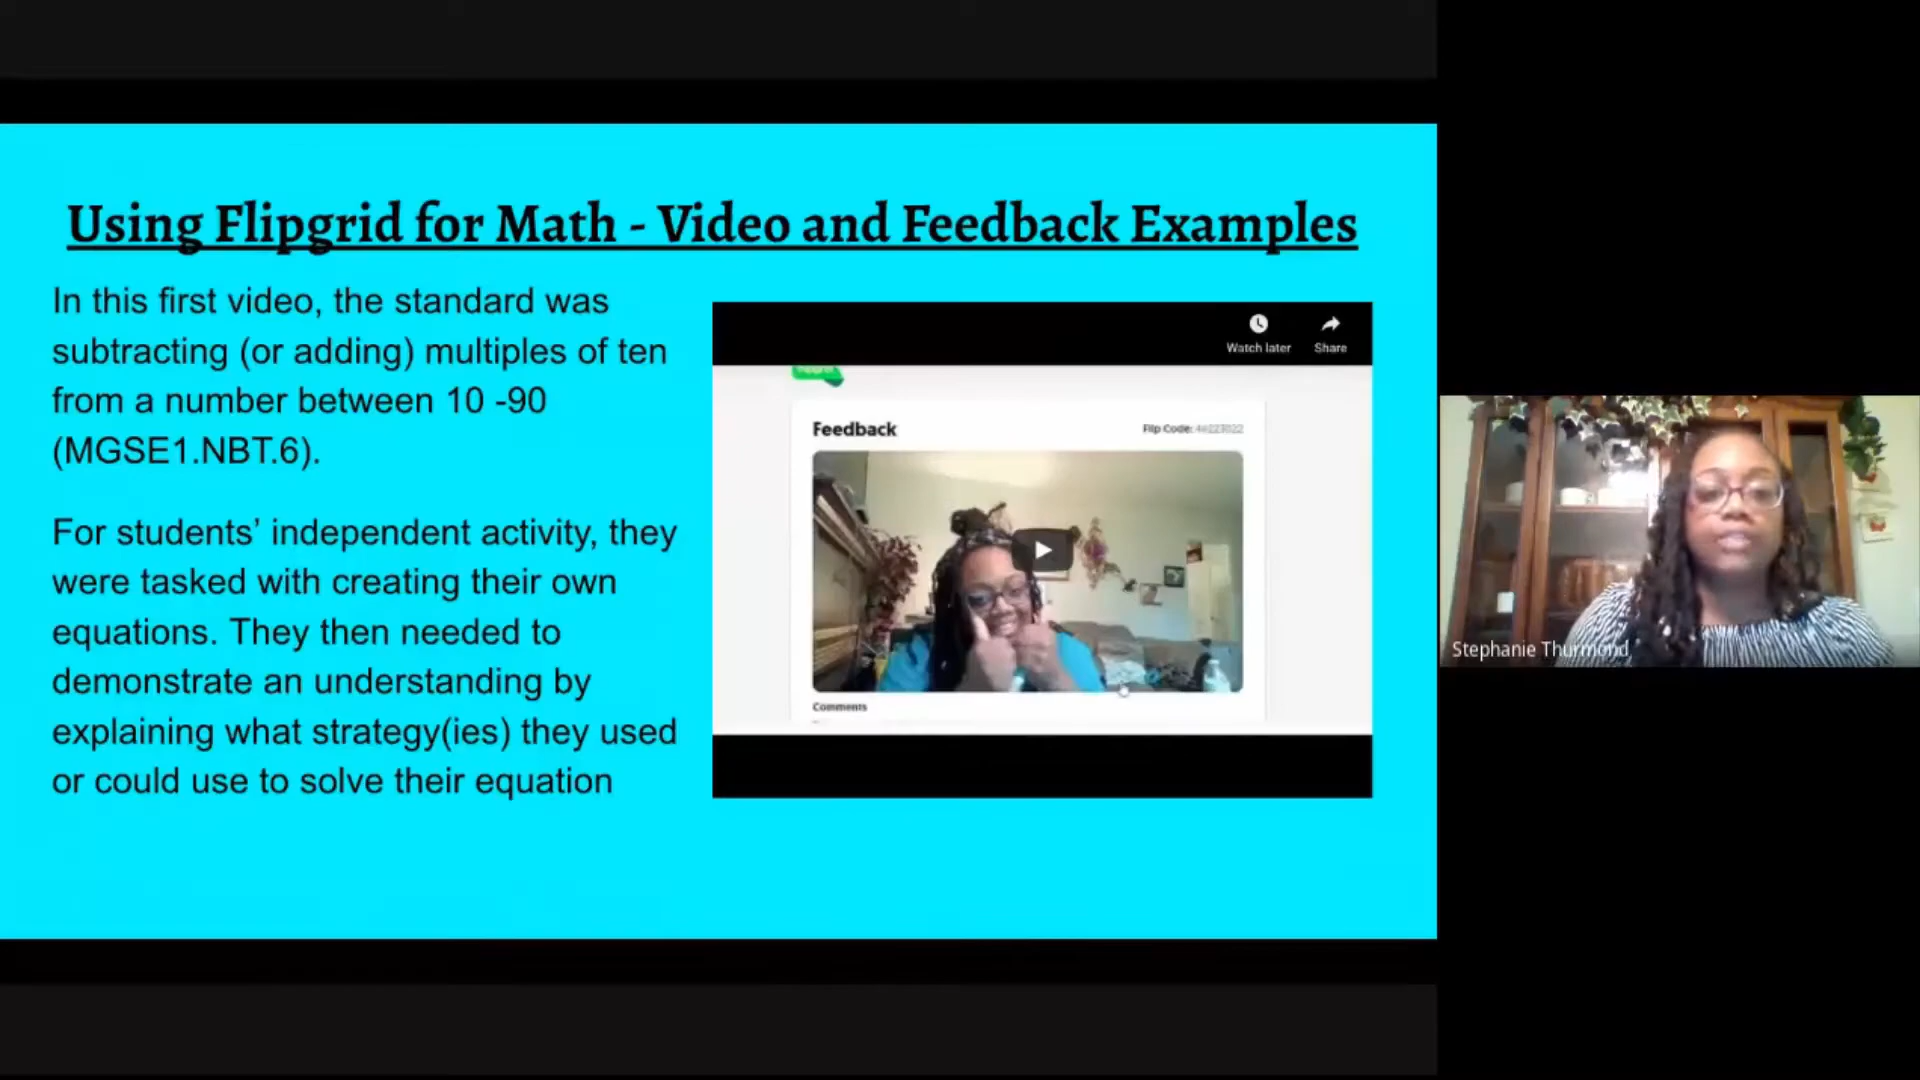 Using Flipgrid for Math - Video and Feedback Examples
In this first video, the standard was
subtracting (or adding) multiples of ten
from a number between 10 -90
(MGSE1.NBT.6).
For students’ independent activity, they
were tasked with creating their own
equations. They then needed to
demonstrate an understanding by
explaining what strategy(ies) they used
or could use to solve their equation
Watch later
Share
Feedback
Flip Code:
Comments
Stephanie Thurmond